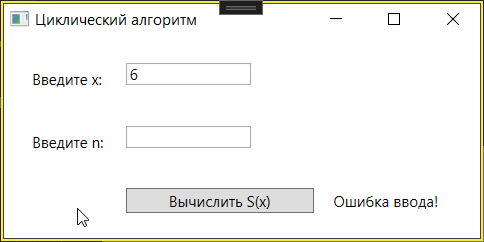 Циклический алгоритм
Введите x:
6
Введите n:
Вычислить S(x)
Ошибка ввода!